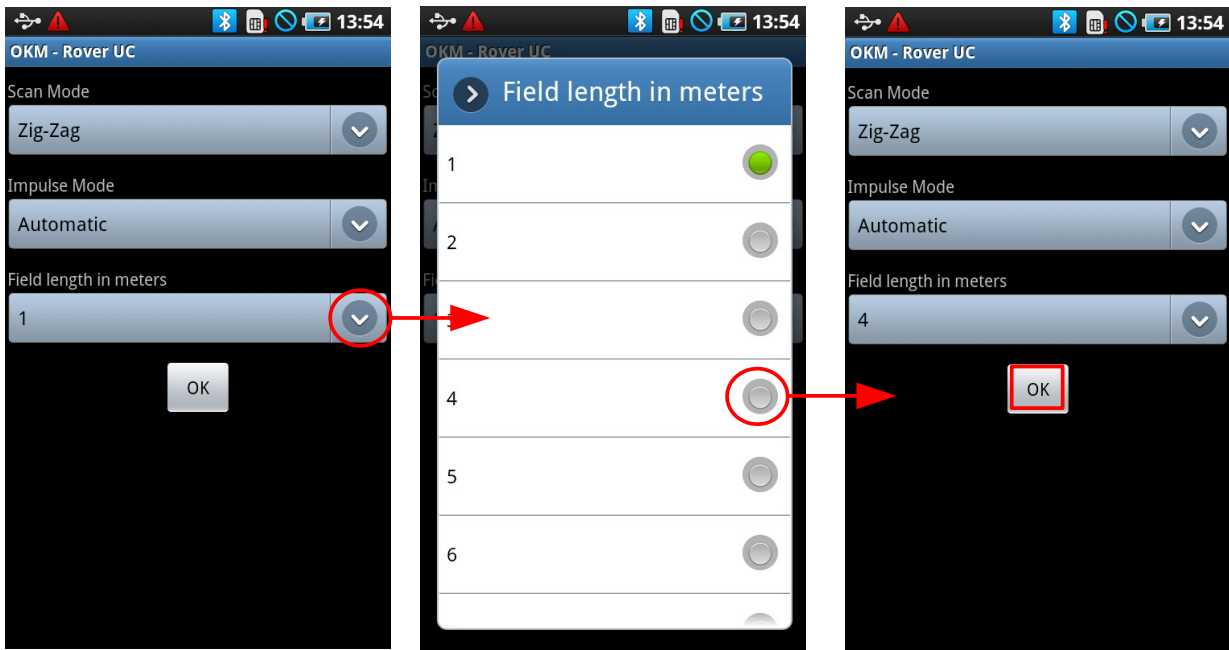 13:54
OKM - Rover UC
Scan Mode
Zig-Zag
Impulse Mode
Automatic
Field length in meters
1
OK
13:54
OKM - Rover UC
Field length in meters
1
2
3
4
5
6
13:54
OKM - Rover UC
Scan Mode
Zig-Zag
Impulse Mode
Automatic
Field length in meters
4
OK